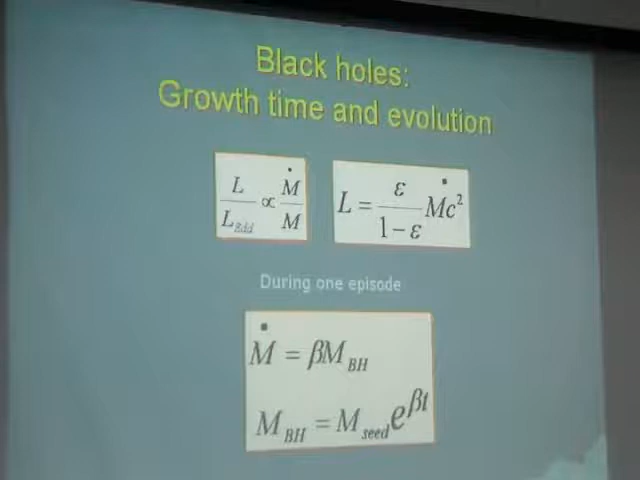 Black holes:
Growth time and evolution
L/L_Edd ∝ Ṁ/M
L = ε/(1−ε) Ṁc²
During one episode
Ṁ = βM_BH
M_BH = M_seed e^βt